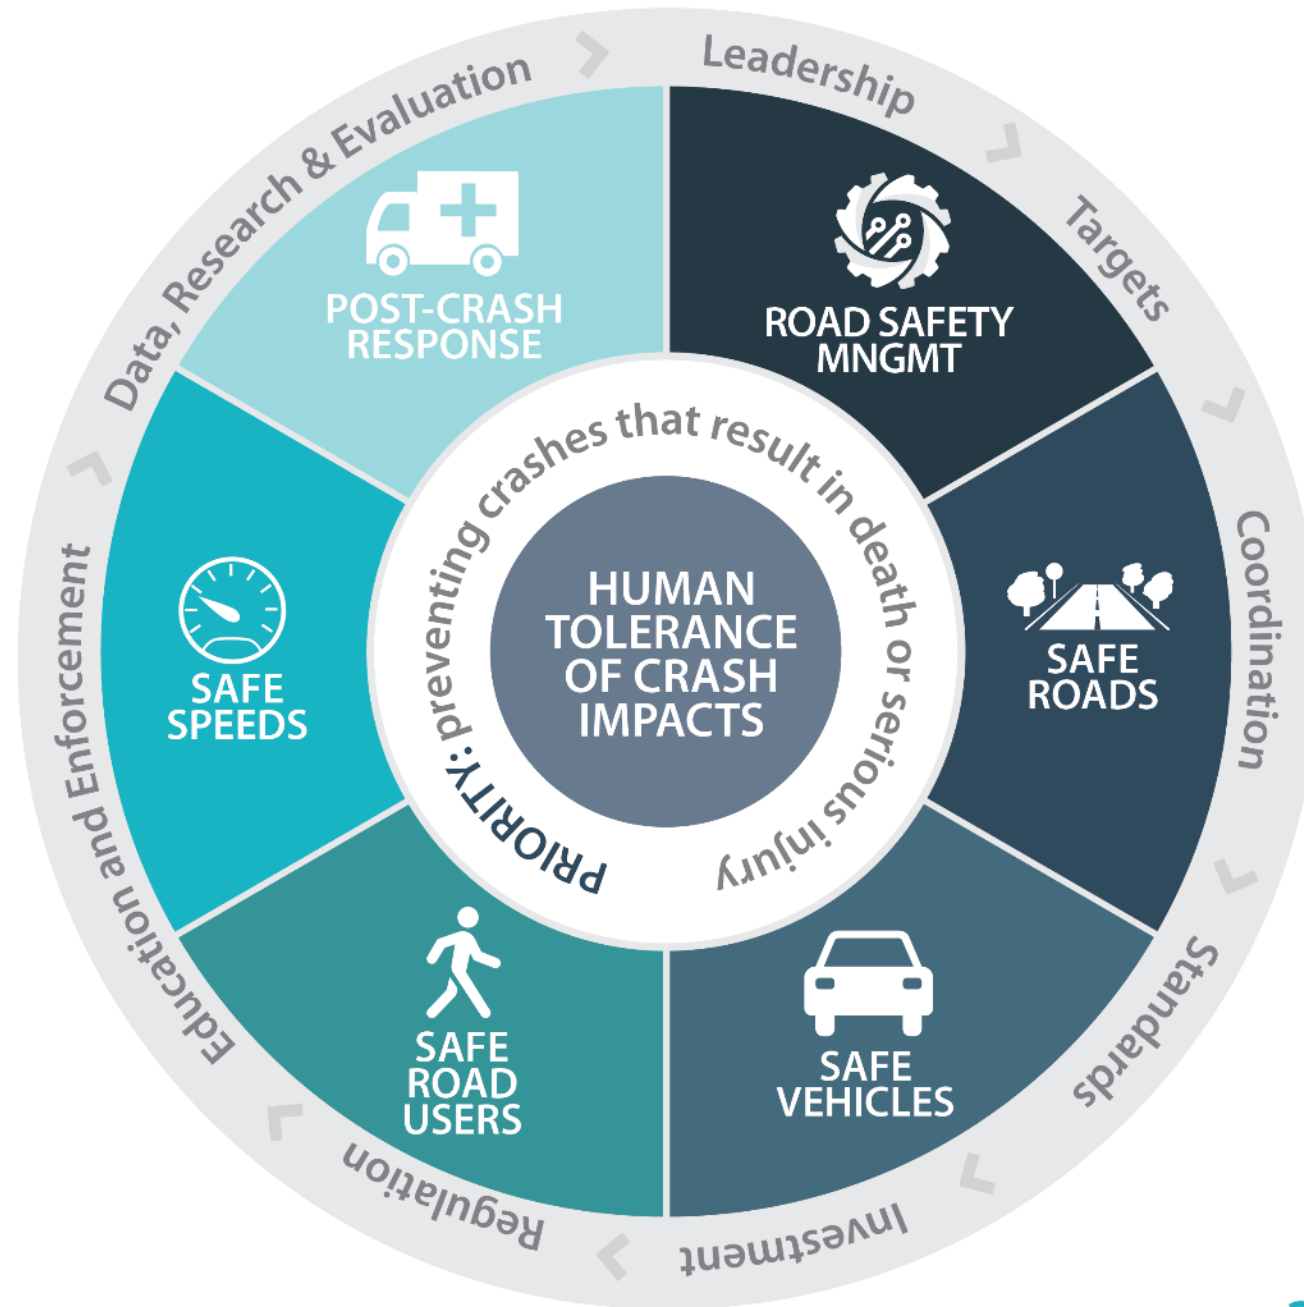 Leadership
Targets
Coordination
Standards
Investment
Regulation
Education and Enforcement
Data, Research & Evaluation
ROAD SAFETY
MNGMT
SAFE
ROADS
SAFE
VEHICLES
SAFE
ROAD
USERS
SAFE
SPEEDS
POST-CRASH
RESPONSE
PRIORITY: preventing crashes that result in death or serious injury
HUMAN
TOLERANCE
OF CRASH
IMPACTS